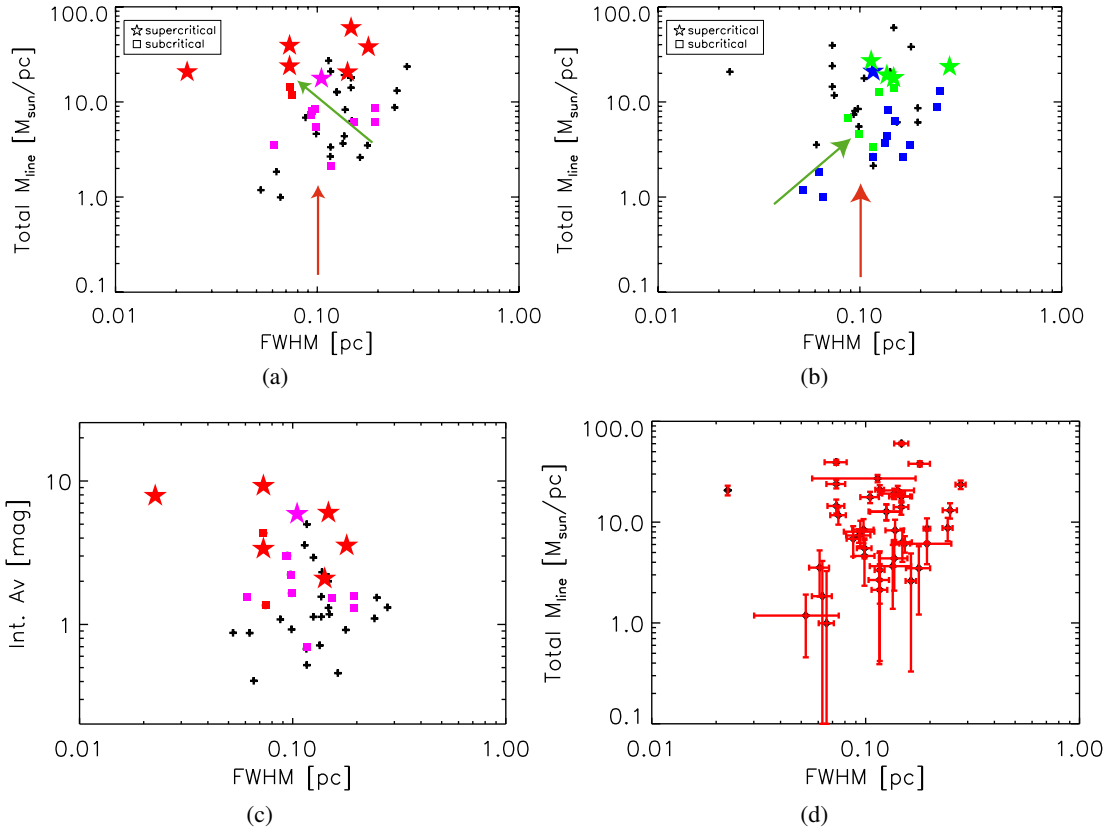 supercritical
subcritical
100.0
10.0
1.0
0.1
Total M_line [M_sun/pc]
0.01
0.10
1.00
FWHM [pc]
(a)
supercritical
subcritical
100.0
10.0
1.0
0.1
Total M_line [M_sun/pc]
0.01
0.10
1.00
FWHM [pc]
(b)
10
1
Int. Av [mag]
0.01
0.10
1.00
FWHM [pc]
(c)
100.0
10.0
1.0
0.1
Total M_line [M_sun/pc]
0.01
0.10
1.00
FWHM [pc]
(d)